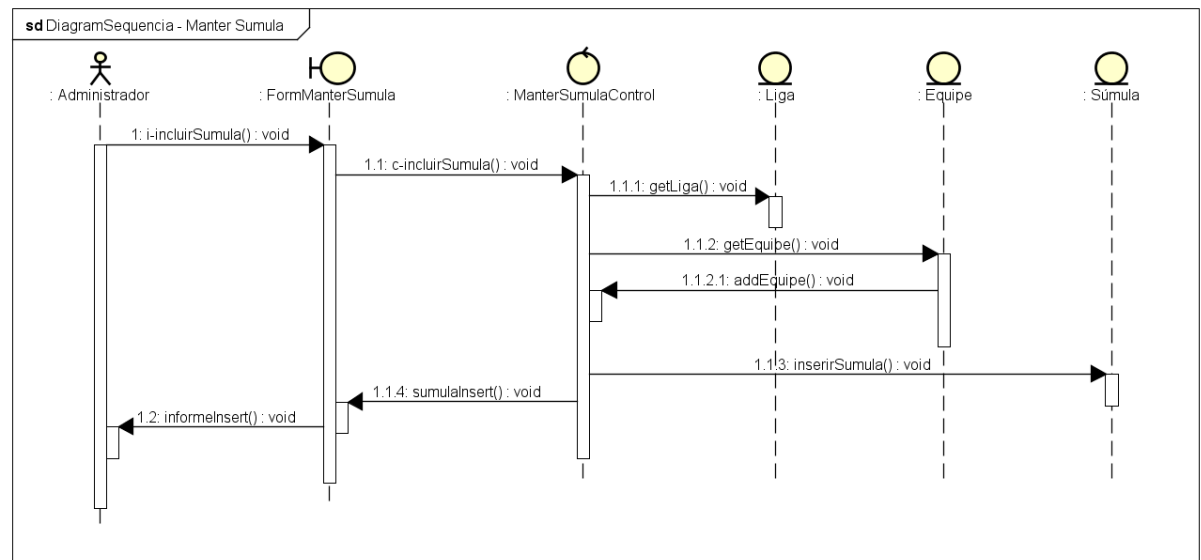 sd DiagramSequencia - Manter Sumula
: Administrador
: FormManterSumula
: ManterSumulaControl
: Liga
: Equipe
: Súmula
1: i-incluirSumula() : void
1.1: c-incluirSumula() : void
1.1.1: getLiga() : void
1.1.2: getEquipe() : void
1.1.2.1: addEquipe() : void
1.1.3: inserirSumula() : void
1.1.4: sumulaInsert() : void
1.2: informeInsert() : void